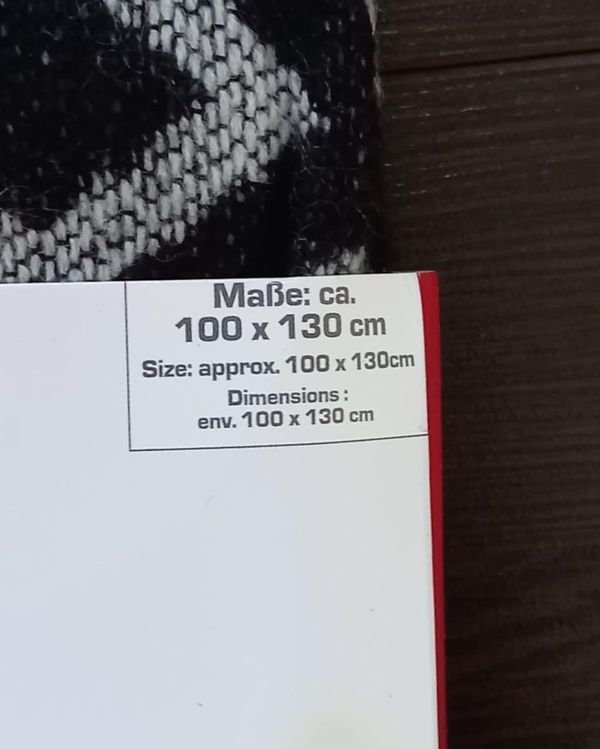 Maße: ca.
100 x 130 cm
Size: approx. 100 x 130cm
Dimensions :
env. 100 x 130 cm